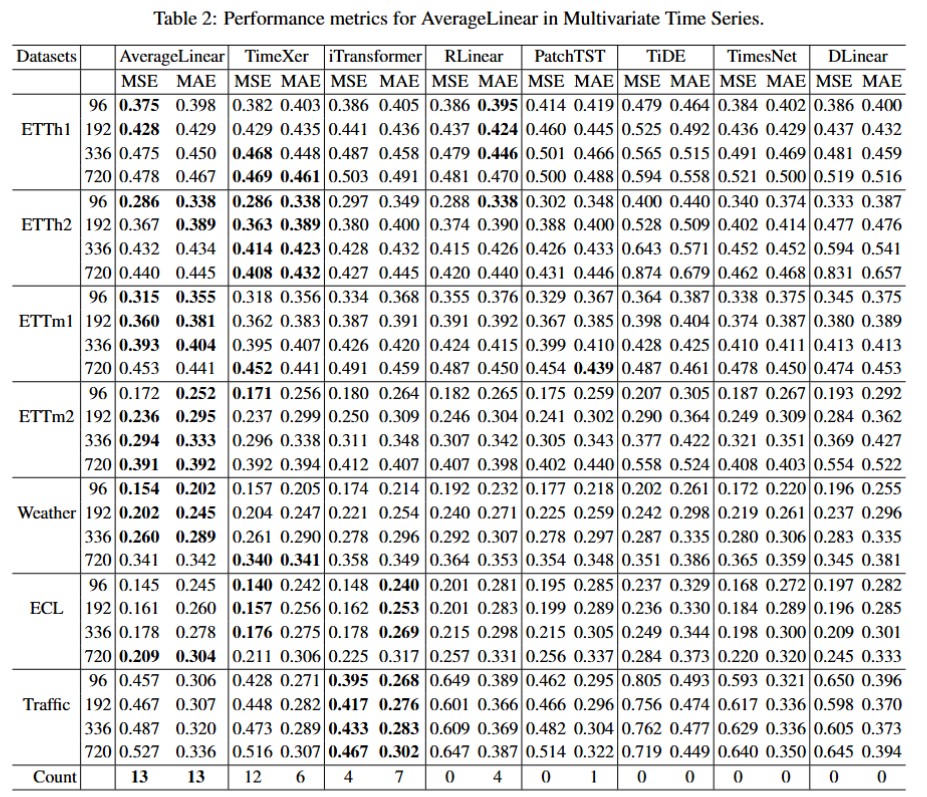 Table 2: Performance metrics for AverageLinear in Multivariate Time Series.
Datasets AverageLinear TimeXer iTransformer RLinear PatchTST TiDE TimesNet DLinear
MSE MAE MSE MAE MSE MAE MSE MAE MSE MAE MSE MAE MSE MAE MSE MAE
96 0.375 0.398 0.382 0.403 0.386 0.405 0.386 0.395 0.414 0.419 0.479 0.464 0.384 0.402 0.386 0.400
ETTh1 192 0.428 0.429 0.429 0.435 0.441 0.436 0.437 0.424 0.460 0.445 0.525 0.492 0.436 0.429 0.437 0.432
336 0.475 0.450 0.468 0.448 0.487 0.458 0.479 0.446 0.501 0.466 0.565 0.515 0.491 0.469 0.481 0.459
720 0.478 0.467 0.469 0.461 0.503 0.491 0.481 0.470 0.500 0.488 0.594 0.558 0.521 0.500 0.519 0.516
96 0.286 0.338 0.286 0.338 0.297 0.349 0.288 0.338 0.302 0.348 0.400 0.440 0.340 0.374 0.333 0.387
ETTh2 192 0.367 0.389 0.363 0.389 0.380 0.400 0.374 0.390 0.388 0.400 0.528 0.509 0.402 0.414 0.477 0.476
336 0.432 0.434 0.414 0.423 0.428 0.432 0.415 0.426 0.426 0.433 0.643 0.571 0.452 0.452 0.594 0.541
720 0.440 0.445 0.408 0.432 0.427 0.445 0.420 0.440 0.431 0.446 0.874 0.679 0.462 0.468 0.831 0.657
96 0.315 0.355 0.318 0.356 0.334 0.368 0.355 0.376 0.329 0.367 0.364 0.387 0.338 0.375 0.345 0.375
ETTm1 192 0.360 0.381 0.362 0.383 0.387 0.391 0.391 0.392 0.367 0.385 0.398 0.404 0.374 0.387 0.380 0.389
336 0.393 0.404 0.395 0.407 0.426 0.420 0.424 0.415 0.399 0.410 0.428 0.425 0.410 0.411 0.413 0.413
720 0.453 0.441 0.452 0.441 0.491 0.459 0.487 0.450 0.454 0.439 0.487 0.461 0.478 0.450 0.474 0.453
96 0.172 0.252 0.171 0.256 0.180 0.264 0.182 0.265 0.175 0.259 0.207 0.305 0.187 0.267 0.193 0.292
ETTm2 192 0.236 0.295 0.237 0.299 0.250 0.309 0.246 0.304 0.241 0.302 0.290 0.364 0.249 0.309 0.284 0.362
336 0.294 0.333 0.296 0.338 0.311 0.348 0.307 0.342 0.305 0.343 0.377 0.422 0.321 0.351 0.369 0.427
720 0.391 0.392 0.392 0.394 0.412 0.407 0.407 0.398 0.402 0.440 0.558 0.524 0.408 0.403 0.554 0.522
96 0.154 0.202 0.157 0.205 0.174 0.214 0.192 0.232 0.177 0.218 0.202 0.261 0.172 0.220 0.196 0.255
Weather 192 0.202 0.245 0.204 0.247 0.221 0.254 0.240 0.271 0.225 0.259 0.242 0.298 0.219 0.261 0.237 0.296
336 0.260 0.289 0.261 0.290 0.278 0.296 0.292 0.307 0.278 0.297 0.287 0.335 0.280 0.306 0.283 0.335
720 0.341 0.342 0.340 0.341 0.358 0.349 0.364 0.353 0.354 0.348 0.351 0.386 0.365 0.359 0.345 0.381
96 0.145 0.245 0.140 0.242 0.148 0.240 0.201 0.281 0.195 0.285 0.237 0.329 0.168 0.272 0.197 0.282
ECL 192 0.161 0.260 0.157 0.256 0.162 0.253 0.201 0.283 0.199 0.289 0.236 0.330 0.184 0.289 0.196 0.285
336 0.178 0.278 0.176 0.275 0.178 0.269 0.215 0.298 0.215 0.305 0.249 0.344 0.198 0.300 0.209 0.301
720 0.209 0.304 0.211 0.306 0.225 0.317 0.257 0.331 0.256 0.337 0.284 0.373 0.220 0.320 0.245 0.333
96 0.457 0.306 0.428 0.271 0.395 0.268 0.649 0.389 0.462 0.295 0.805 0.493 0.593 0.321 0.650 0.396
Traffic 192 0.467 0.307 0.448 0.282 0.417 0.276 0.601 0.366 0.466 0.296 0.756 0.474 0.617 0.336 0.598 0.370
336 0.487 0.320 0.473 0.289 0.433 0.283 0.609 0.369 0.482 0.304 0.762 0.477 0.629 0.336 0.605 0.373
720 0.527 0.336 0.516 0.307 0.467 0.302 0.647 0.387 0.514 0.322 0.719 0.449 0.640 0.350 0.645 0.394
Count 13 13 12 6 4 7 0 4 0 1 0 0 0 0 0 0